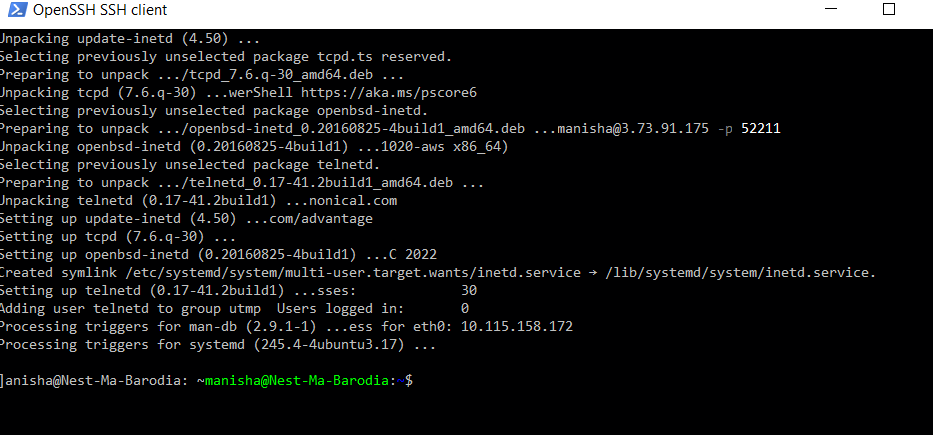 OpenSSH SSH client
Unpacking update-inetd (4.50) ...
Selecting previously unselected package tcpd.ts reserved.
Preparing to unpack .../tcpd_7.6.q-30_amd64.deb ...
Unpacking tcpd (7.6.q-30) ...werShell https://aka.ms/pscore6
Selecting previously unselected package openbsd-inetd.
Preparing to unpack .../openbsd-inetd_0.20160825-4build1_amd64.deb ...manisha@3.73.91.175 -p 52211
Unpacking openbsd-inetd (0.20160825-4build1) ...1020-aws x86_64)
Selecting previously unselected package telnetd.
Preparing to unpack .../telnetd_0.17-41.2build1_amd64.deb ...
Unpacking telnetd (0.17-41.2build1) ...nonical.com
Setting up update-inetd (4.50) ...com/advantage
Setting up tcpd (7.6.q-30) ...
Setting up openbsd-inetd (0.20160825-4build1) ...C 2022
Created symlink /etc/systemd/system/multi-user.target.wants/inetd.service → /lib/systemd/system/inetd.service.
Setting up telnetd (0.17-41.2build1) ...sses: 30
Adding user telnetd to group utmp Users logged in: 0
Processing triggers for man-db (2.9.1-1) ...ess for eth0: 10.115.158.172
Processing triggers for systemd (245.4-4ubuntu3.17) ...
]anisha@Nest-Ma-Barodia: ~manisha@Nest-Ma-Barodia:~$